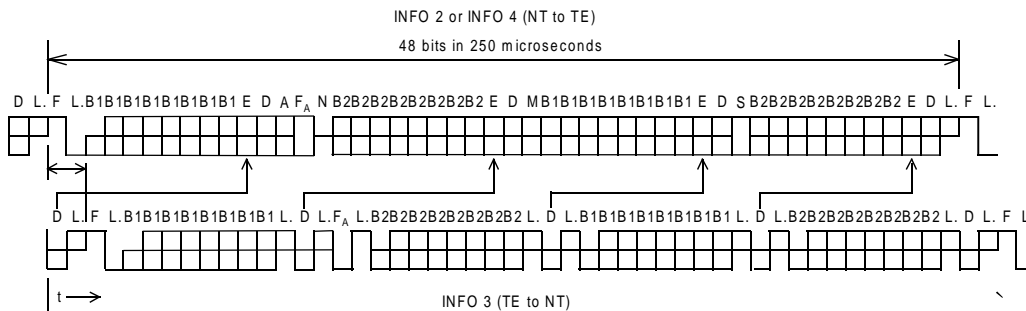 INFO 2 or INFO 4 (NT to TE)
48 bits in 250 microseconds
D L. F L. B1 B1 B1 B1 B1 B1 B1 B1 E D A FA N B2 B2 B2 B2 B2 B2 B2 B2 E D M B1 B1 B1 B1 B1 B1 B1 B1 E D S B2 B2 B2 B2 B2 B2 B2 B2 E D L. F L.
D L. F L. B1 B1 B1 B1 B1 B1 B1 B1 L. D L. FA L. B2 B2 B2 B2 B2 B2 B2 B2 L. D L. B1 B1 B1 B1 B1 B1 B1 B1 L. D L. B2 B2 B2 B2 B2 B2 B2 B2 L. D L. F L
t
INFO 3 (TE to NT)